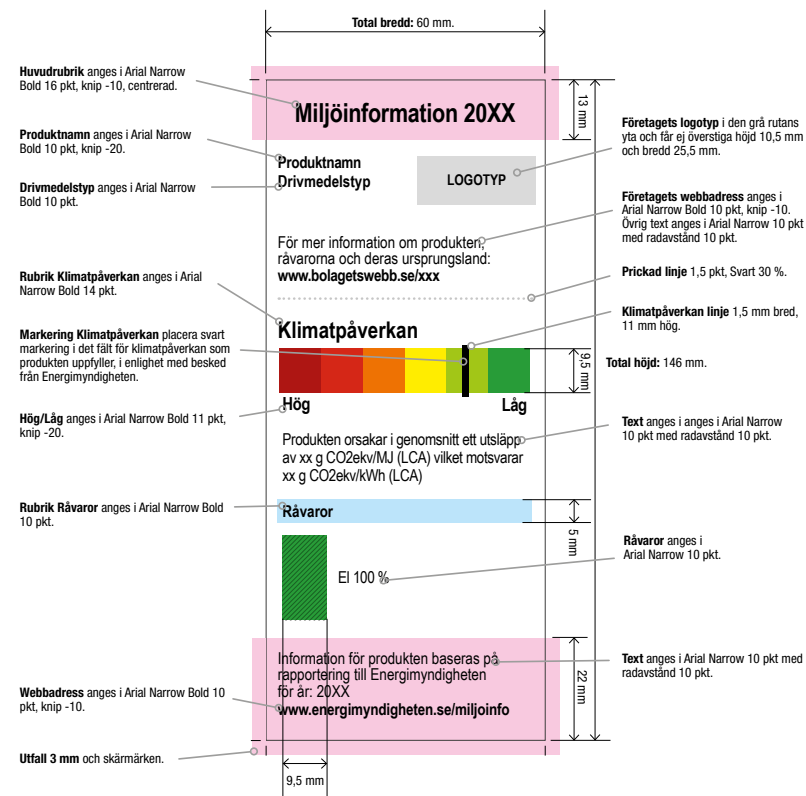 Total bredd: 60 mm.
Huvudrubrik anges i Arial Narrow
Bold 16 pkt, knip -10, centrerad.
Produktnamn anges i Arial Narrow
Bold 10 pkt, knip -20.
Drivmedelstyp anges i Arial Narrow
Bold 10 pkt.
Rubrik Klimatpåverkan anges i Arial
Narrow Bold 14 pkt.
Markering Klimatpåverkan placera svart
markering i det fält för klimatpåverkan som
produkten uppfyller, i enlighet med besked
från Energimyndigheten.
Hög/Låg anges i Arial Narrow Bold 11 pkt,
knip -20.
Rubrik Råvaror anges i Arial Narrow Bold
10 pkt.
Webbadress anges i Arial Narrow Bold 10
pkt, knip -10.
Utfall 3 mm och skärmärken.
Miljöinformation 20XX
Produktnamn
Drivmedelstyp
LOGOTYP
För mer information om produkten,
råvarorna och deras ursprungsland:
www.bolagetswebb.se/xxx
Klimatpåverkan
Hög
Låg
Produkten orsakar i genomsnitt ett utsläpp
av xx g CO2ekv/MJ (LCA) vilket motsvarar
xx g CO2ekv/kWh (LCA)
Råvaror
El 100 %
Information för produkten baseras på
rapportering till Energimyndigheten
för år: 20XX
www.energimyndigheten.se/miljoinfo
9,5 mm
13 mm
9,5 mm
5 mm
22 mm
Företagets logotyp i den grå rutans
yta och får ej överstiga höjd 10,5 mm
och bredd 25,5 mm.
Företagets webbadress anges i
Arial Narrow Bold 10 pkt, knip -10.
Övrig text anges i Arial Narrow 10 pkt
med radavstånd 10 pkt.
Prickad linje 1,5 pkt, Svart 30 %.
Klimatpåverkan linje 1,5 mm bred,
11 mm hög.
Total höjd: 146 mm.
Text anges i anges i Arial Narrow
10 pkt med radavstånd 10 pkt.
Råvaror anges i
Arial Narrow 10 pkt.
Text anges i Arial Narrow 10 pkt med
radavstånd 10 pkt.